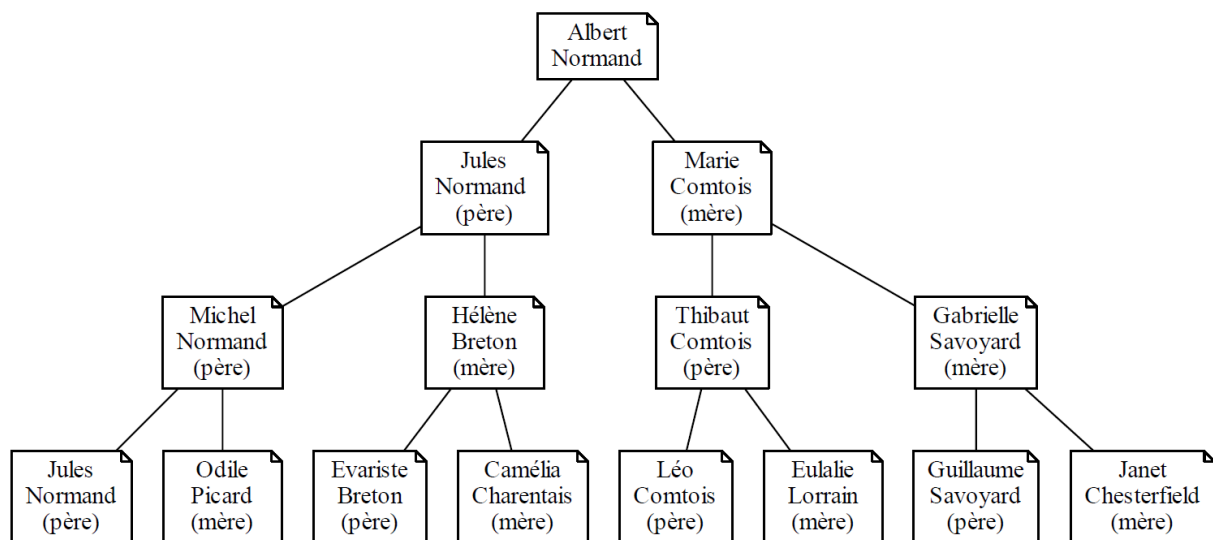 Albert
Normand
Jules
Normand
(père)
Marie
Comtois
(mère)
Michel
Normand
(père)
Hélène
Breton
(mère)
Thibaut
Comtois
(père)
Gabrielle
Savoyard
(mère)
Jules
Normand
(père)
Odile
Picard
(mère)
Evariste
Breton
(père)
Camélia
Charentais
(mère)
Léo
Comtois
(père)
Eulalie
Lorrain
(mère)
Guillaume
Savoyard
(père)
Janet
Chesterfield
(mère)